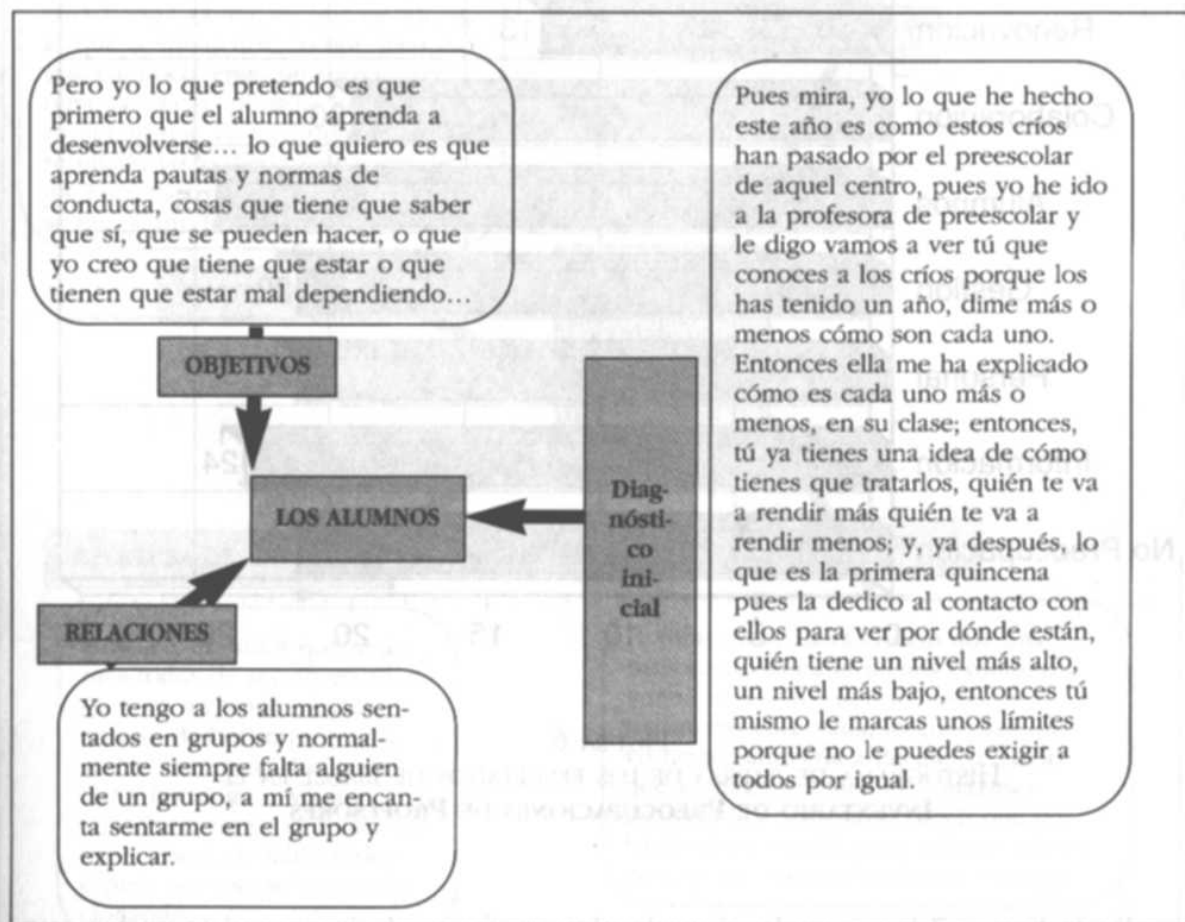 Pero yo lo que pretendo es que
primero que el alumno aprenda a
desenvolverse... lo que quiero es que
aprenda pautas y normas de
conducta, cosas que tiene que saber
que sí, que se pueden hacer, o que
yo creo que tiene que estar o que
tienen que estar mal dependiendo...
OBJETIVOS
LOS ALUMNOS
RELACIONES
Yo tengo a los alumnos sen-
tados en grupos y normal-
mente siempre falta alguien
de un grupo, a mí me encan-
ta sentarme en el grupo y
explicar.
Diag-
nósti-
co
ini-
cial
Pues mira, yo lo que he hecho
este año es como estos críos
han pasado por el preescolar
de aquel centro, pues yo he ido
a la profesora de preescolar y
le digo vamos a ver tú que
conoces a los críos porque los
has tenido un año, dime más o
menos cómo son cada uno.
Entonces ella me ha explicado
cómo es cada uno más o
menos, en su clase; entonces,
tú ya tienes una idea de cómo
tienes que tratarlos, quién te va
a rendir más quién te va a
rendir menos; y, ya después, lo
que es la primera quincena
pues la dedico al contacto con
ellos para ver por dónde están,
quién tiene un nivel más alto,
un nivel más bajo, entonces tú
mismo le marcas unos límites
porque no le puedes exigir a
todos por igual.